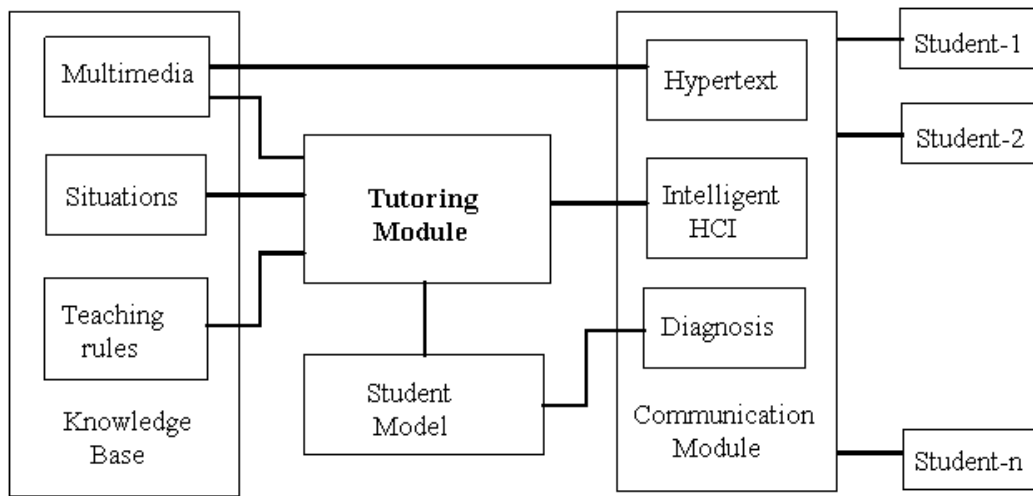 Multimedia
Situations
Teaching
rules
Knowledge
Base
Tutoring
Module
Student
Model
Hypertext
Intelligent
HCI
Diagnosis
Communication
Module
Student-1
Student-2
Student-n